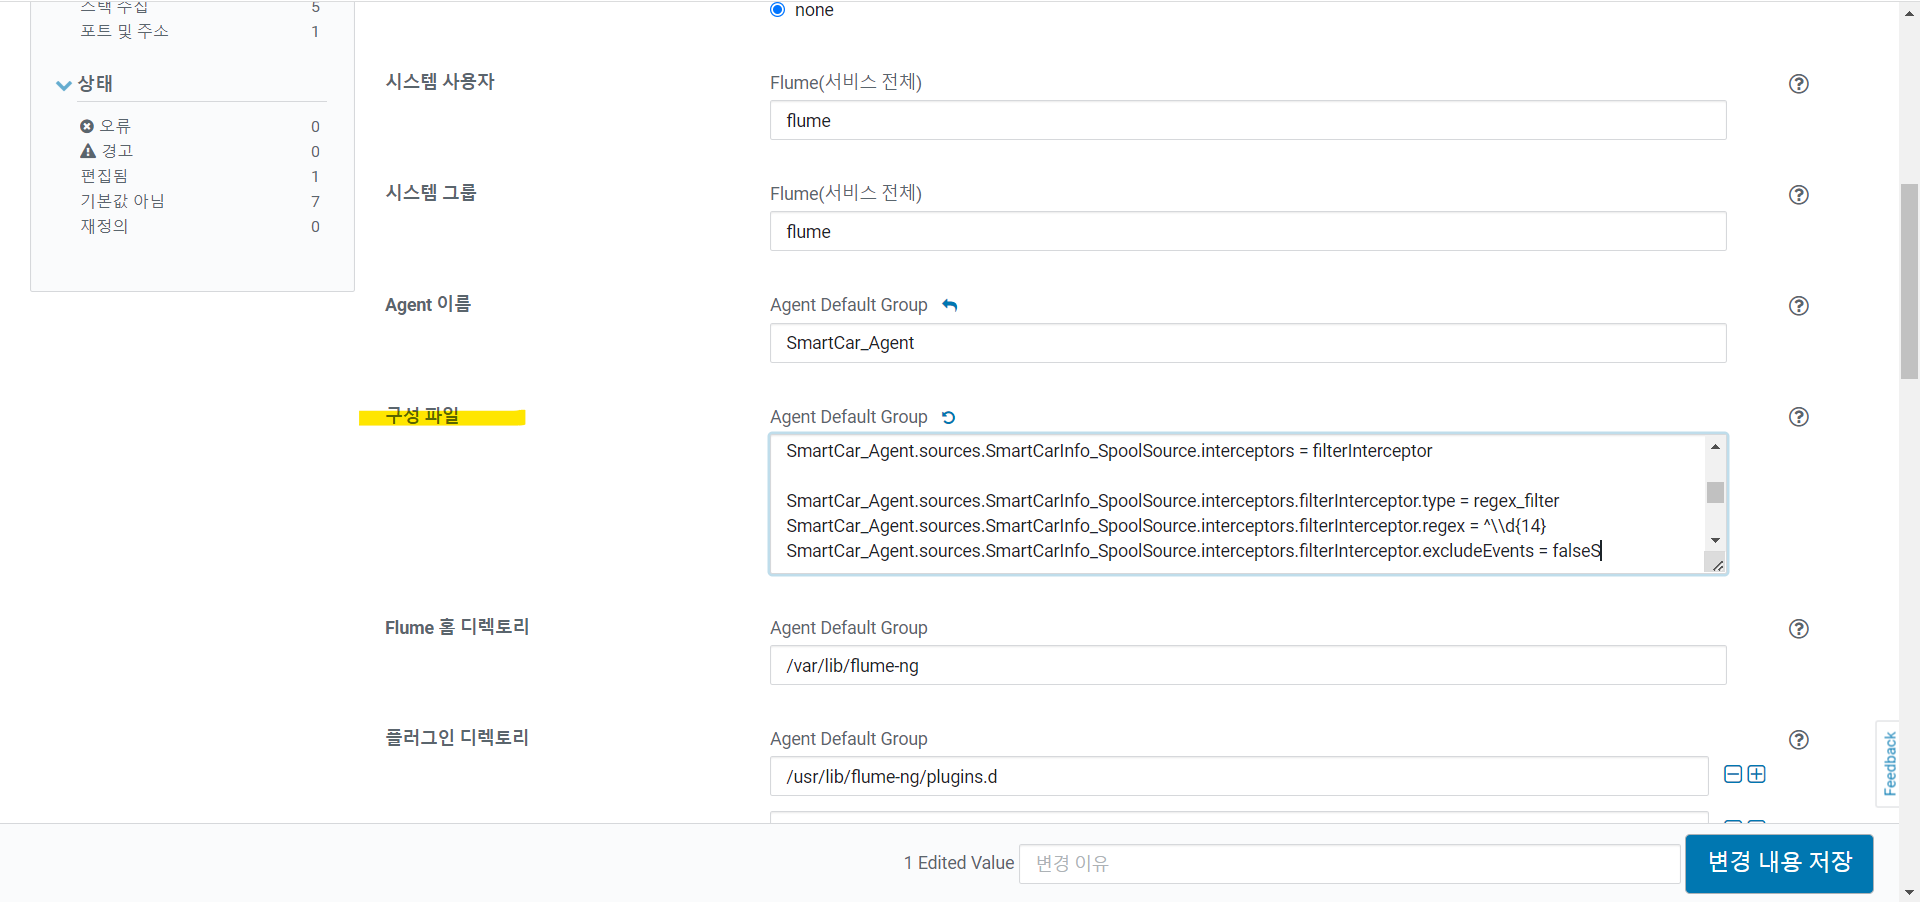 스택 수집 5
포트 및 주소 1
상태
오류 0
경고 0
편집됨 1
기본값 아님 7
재정의 0
none
시스템 사용자
Flume(서비스 전체)
flume
시스템 그룹
Flume(서비스 전체)
flume
Agent 이름
Agent Default Group
SmartCar_Agent
구성 파일
Agent Default Group
SmartCar_Agent.sources.SmartCarInfo_SpoolSource.interceptors = filterInterceptor
SmartCar_Agent.sources.SmartCarInfo_SpoolSource.interceptors.filterInterceptor.type = regex_filter
SmartCar_Agent.sources.SmartCarInfo_SpoolSource.interceptors.filterInterceptor.regex = ^\\d{14}
SmartCar_Agent.sources.SmartCarInfo_SpoolSource.interceptors.filterInterceptor.excludeEvents = falseS
Flume 홈 디렉토리
Agent Default Group
/var/lib/flume-ng
플러그인 디렉토리
Agent Default Group
/usr/lib/flume-ng/plugins.d
Feedback
1 Edited Value
변경 이유
변경 내용 저장